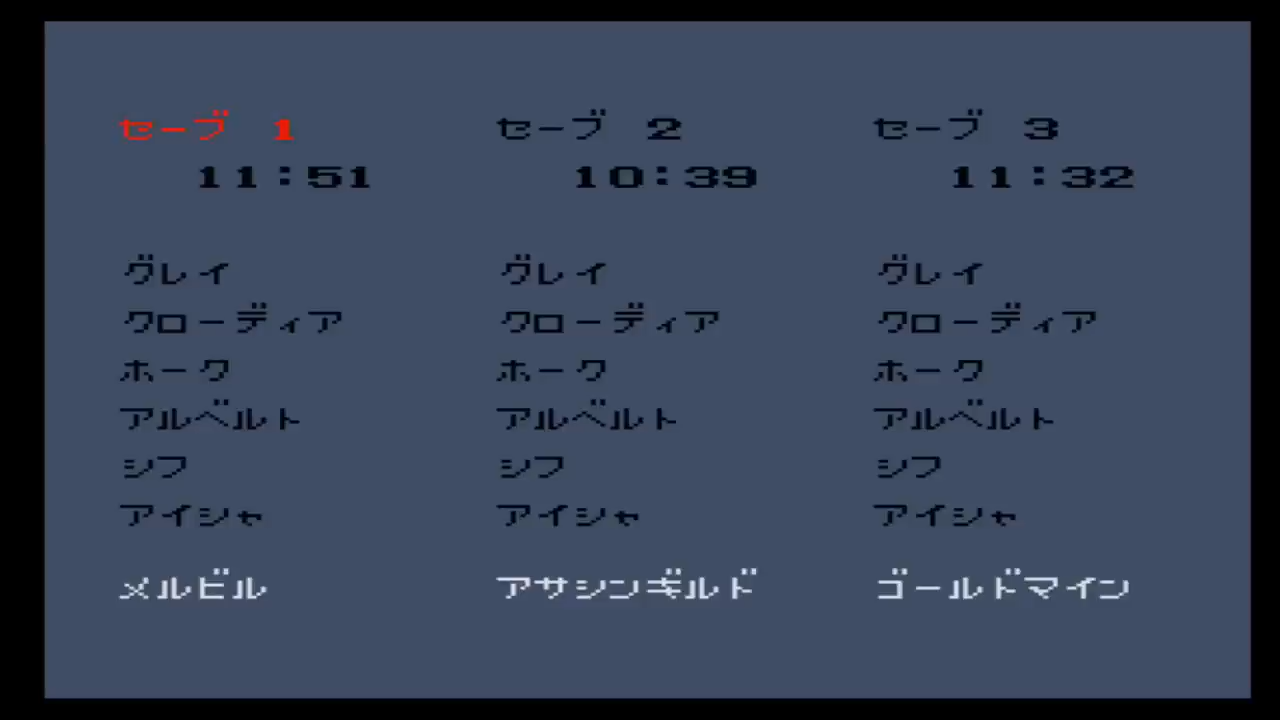 セーブ 1 セーブ 2 セーブ 3
11:51 10:39 11:32
グレイ グレイ グレイ
クローディア クローディア クローディア
ホーク ホーク ホーク
アルベルト アルベルト アルベルト
シフ シフ シフ
アイシャ アイシャ アイシャ
メルビル アサシンギルド ゴールドマイン